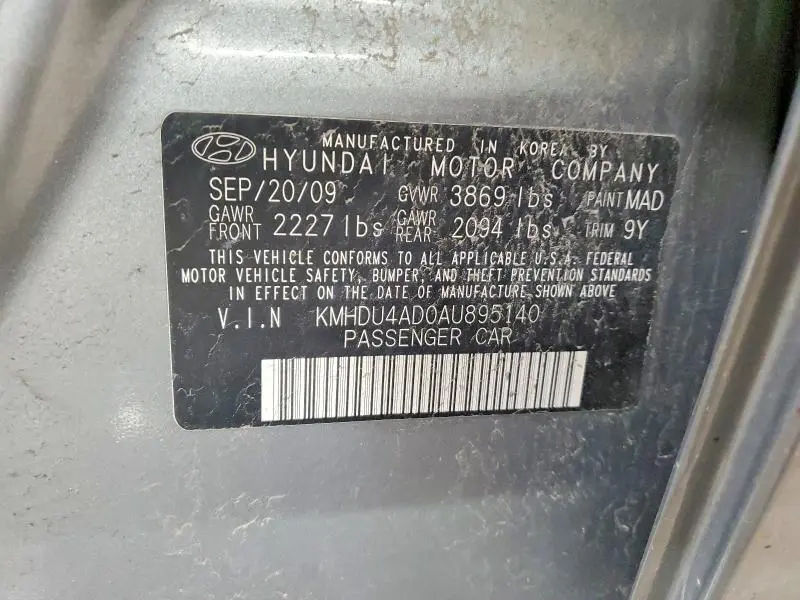 MANUFACTURED IN KOREA BY
HYUNDAI MOTOR COMPANY
SEP/20/09 GVWR 3869 lbs PAINT MAD
GAWR FRONT 2227 lbs GAWR REAR 2094 lbs TRIM 9Y
THIS VEHICLE CONFORMS TO ALL APPLICABLE U.S.A. FEDERAL
MOTOR VEHICLE SAFETY, BUMPER, AND THEFT PREVENTION STANDARDS
IN EFFECT ON THE DATE OF MANUFACTURE SHOWN ABOVE
V.I.N KMHDU4AD0AU895140
PASSENGER CAR